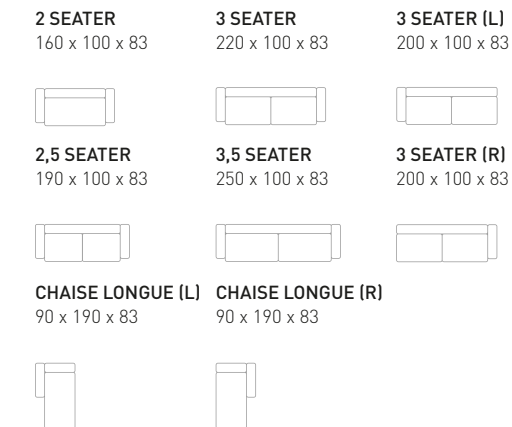 2 SEATER
160 x 100 x 83
3 SEATER
220 x 100 x 83
3 SEATER (L)
200 x 100 x 83
2,5 SEATER
190 x 100 x 83
3,5 SEATER
250 x 100 x 83
3 SEATER (R)
200 x 100 x 83
CHAISE LONGUE (L)
90 x 190 x 83
CHAISE LONGUE (R)
90 x 190 x 83